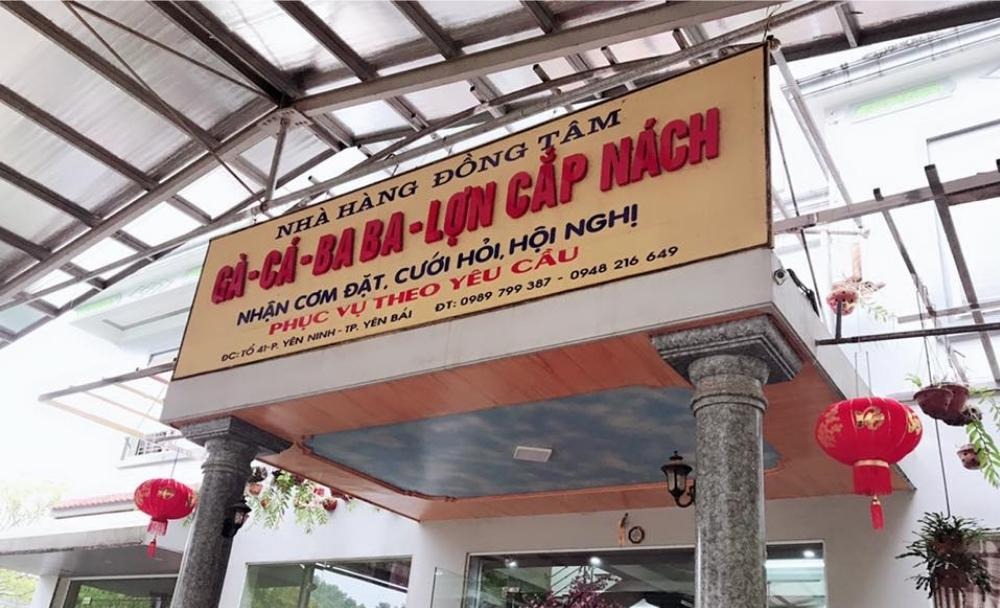 NHÀ HÀNG ĐỒNG TÂM
GÀ-CÁ-BA BA-LỢN CẮP NÁCH
NHẬN CƠM ĐẶT, CƯỚI HỎI, HỘI NGHỊ
PHỤC VỤ THEO YÊU CẦU
ĐC: TỔ 41-P. YÊN NINH - TP. YÊN BÁI ĐT: 0989 799 387 - 0948 216 649